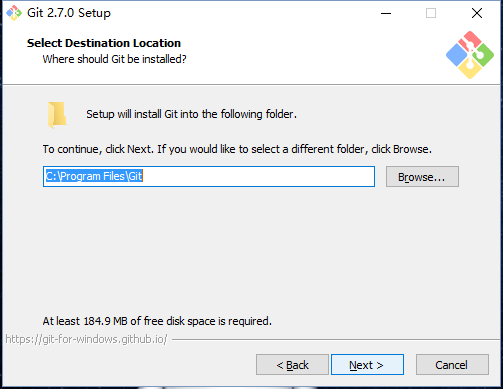 Git 2.7.0 Setup
Select Destination Location
Where should Git be installed?
Setup will install Git into the following folder.
To continue, click Next. If you would like to select a different folder, click Browse.
C:\Program Files\Git
Browse...
At least 184.9 MB of free disk space is required.
https://git-for-windows.github.io/
< Back
Next >
Cancel